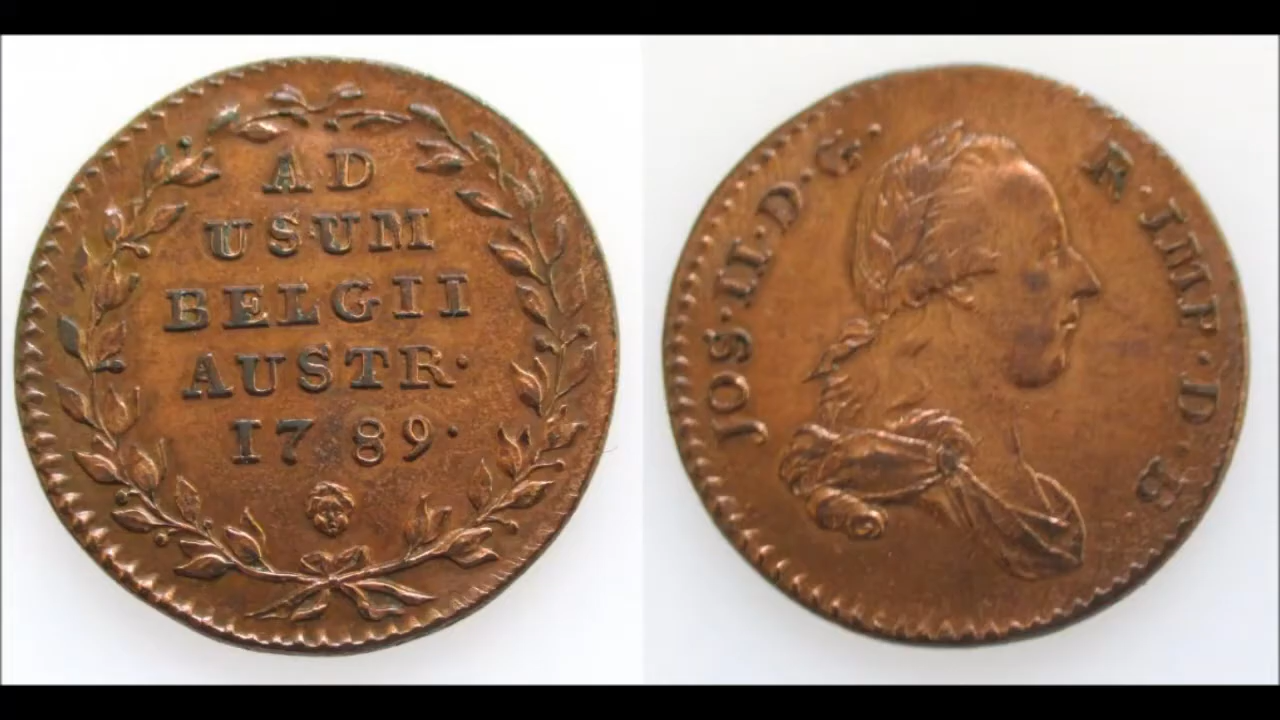 AD
USUM
BELGII
AUSTR·
1789·
JOS·II·D·G·
R·IMP·D·B